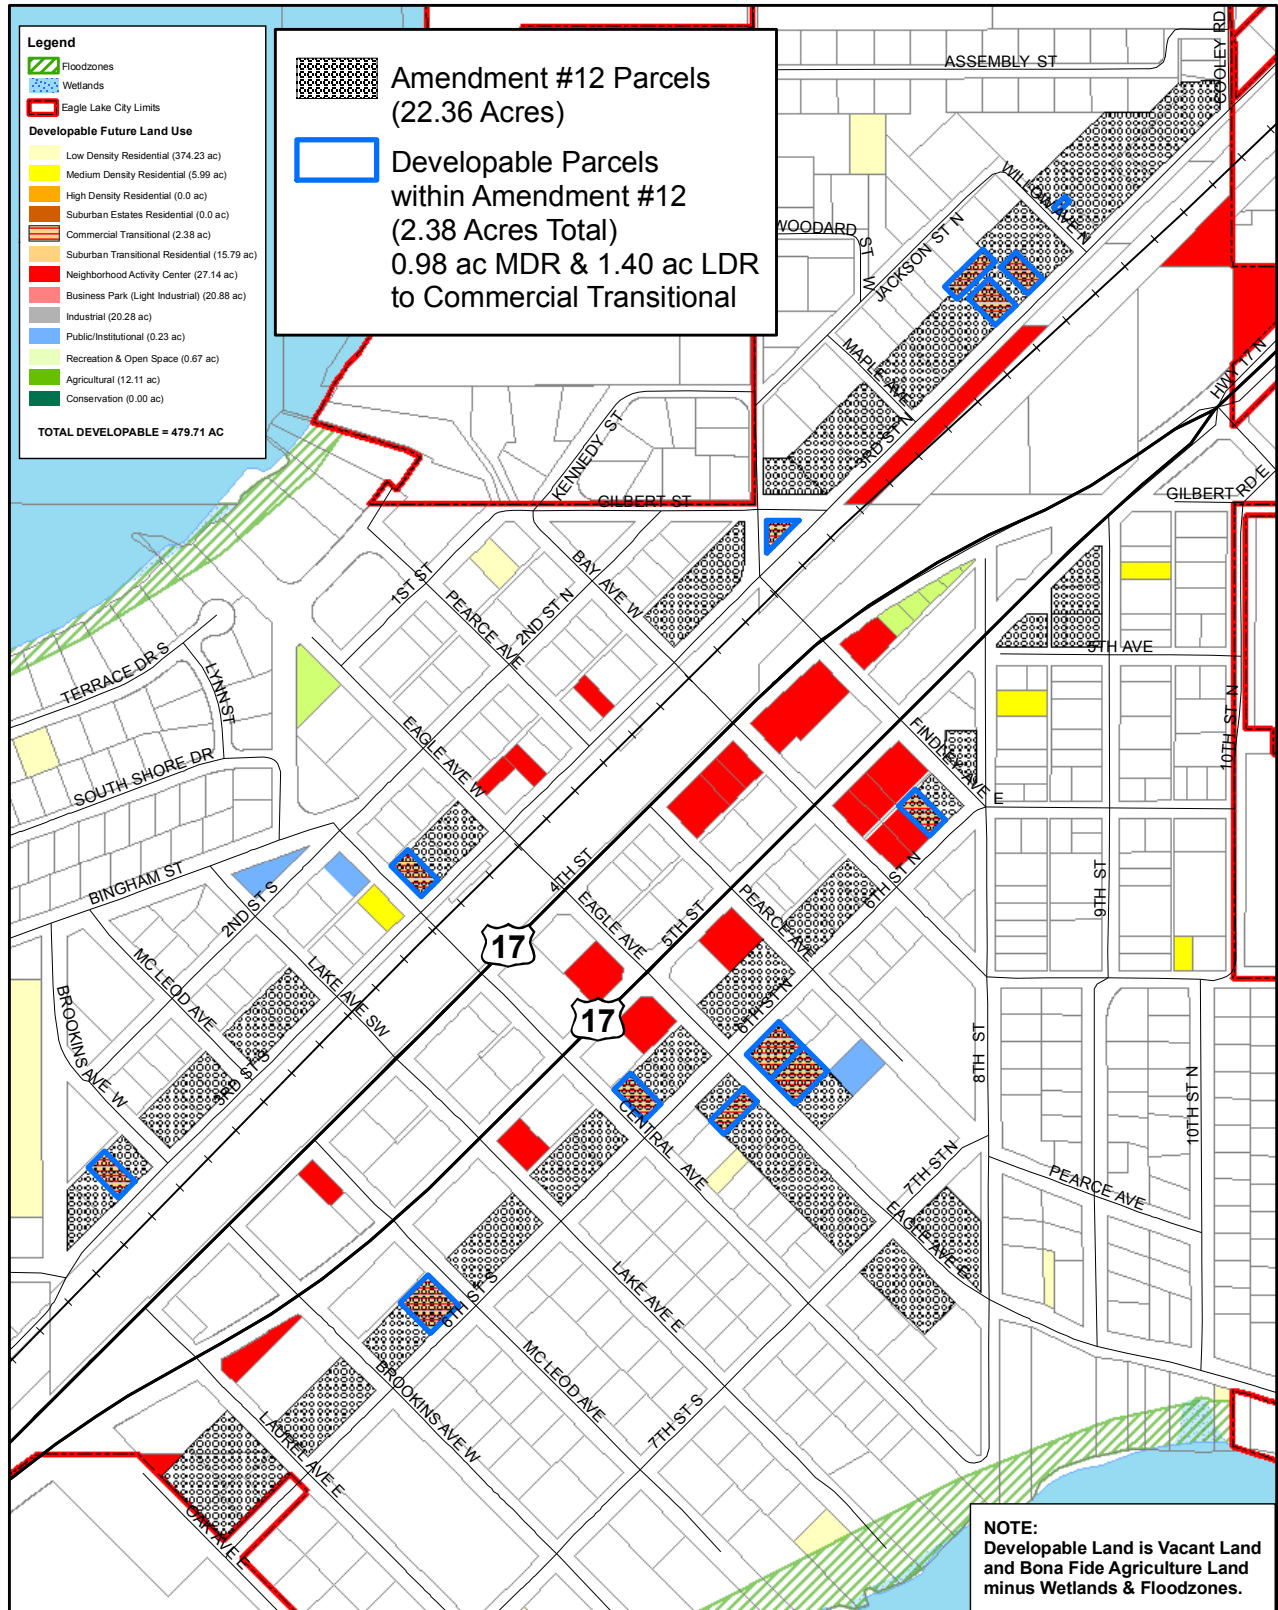 Legend
Floodzones
Wetlands
Eagle Lake City Limits
Developable Future Land Use
Low Density Residential (374.23 ac)
Medium Density Residential (5.99 ac)
High Density Residential (0.0 ac)
Suburban Estates Residential (0.0 ac)
Commercial Transitional (2.38 ac)
Suburban Transitional Residential (15.79 ac)
Neighborhood Activity Center (27.14 ac)
Business Park (Light Industrial) (20.88 ac)
Industrial (20.28 ac)
Public/Institutional (0.23 ac)
Recreation & Open Space (0.67 ac)
Agricultural (12.11 ac)
Conservation (0.00 ac)
TOTAL DEVELOPABLE = 479.71 AC
Amendment #12 Parcels
(22.36 Acres)
Developable Parcels
within Amendment #12
(2.38 Acres Total)
0.98 ac MDR & 1.40 ac LDR
to Commercial Transitional
ASSEMBLY ST
COOLEY RD
WILLOW AVE N
WOODARD ST W
JACKSON ST N
MAPLE AVE
3RD ST N
HWY 17 N
KENNEDY ST
GILBERT ST
GILBERT RD E
1ST ST
BAY AVE W
PEARCE AVE
2ND ST N
5TH AVE
TERRACE DR S
LYNN ST
10TH ST N
EAGLE AVE W
FINDLEY AVE E
SOUTH SHORE DR
BINGHAM ST
4TH ST
6TH ST N
9TH ST
2ND ST S
EAGLE AVE
5TH ST
PEARCE AVE
MC LEOD AVE
LAKE AVE SW
17
17
BROOKINS AVE W
6TH ST N
8TH ST
3RD ST S
10TH ST N
CENTRAL AVE
7TH ST N
PEARCE AVE
EAGLE AVE E
LAKE AVE E
6TH ST S
MC LEOD AVE
BROOKINS AVE W
7TH ST S
LAUREL AVE E
OAK AVE E
NOTE:
Developable Land is Vacant Land
and Bona Fide Agriculture Land
minus Wetlands & Floodzones.